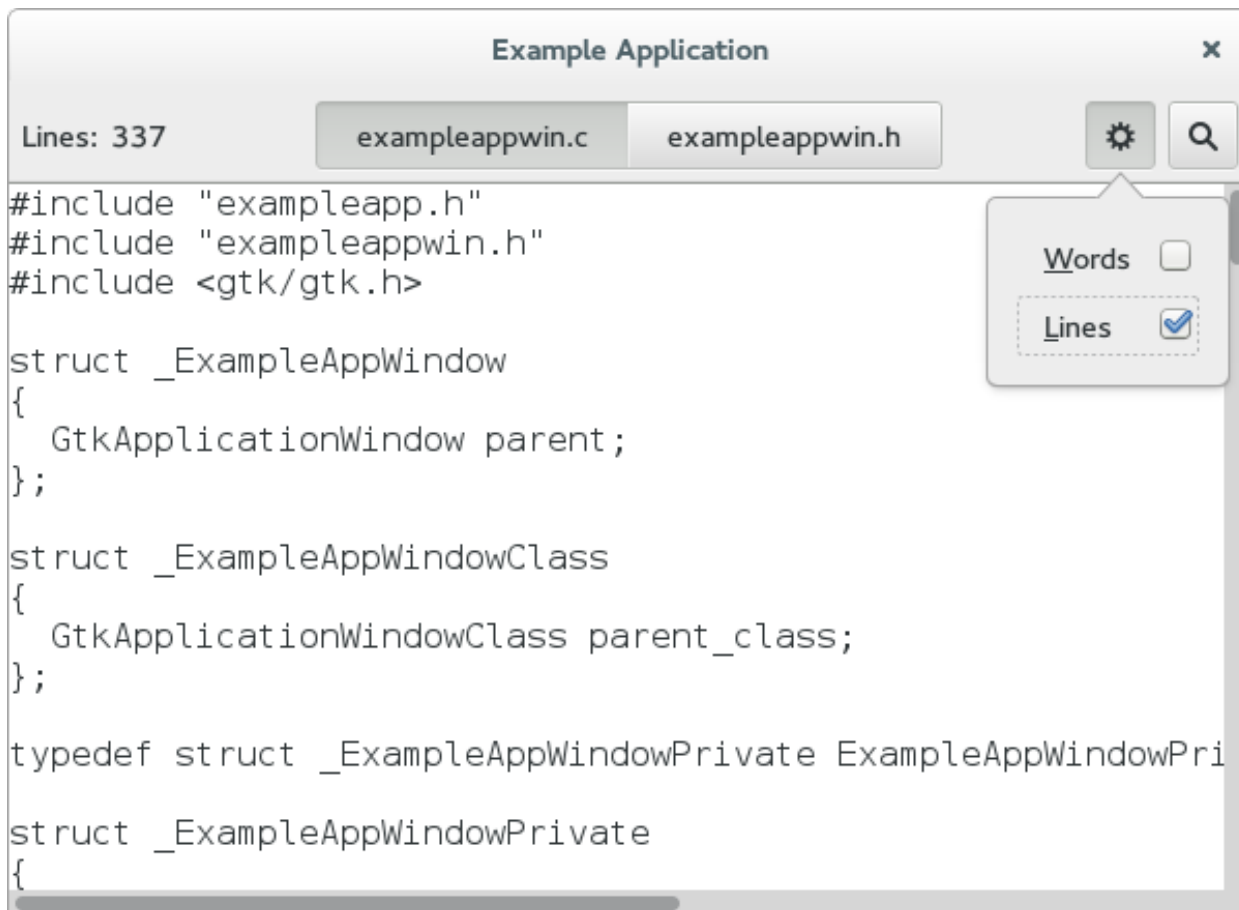 Example Application
Lines: 337
exampleappwin.c
exampleappwin.h
Words
Lines
#include "exampleapp.h"
#include "exampleappwin.h"
#include <gtk/gtk.h>
struct _ExampleAppWindow
{
  GtkApplicationWindow parent;
};
struct _ExampleAppWindowClass
{
  GtkApplicationWindowClass parent_class;
};
typedef struct _ExampleAppWindowPrivate ExampleAppWindowPri
struct _ExampleAppWindowPrivate
{